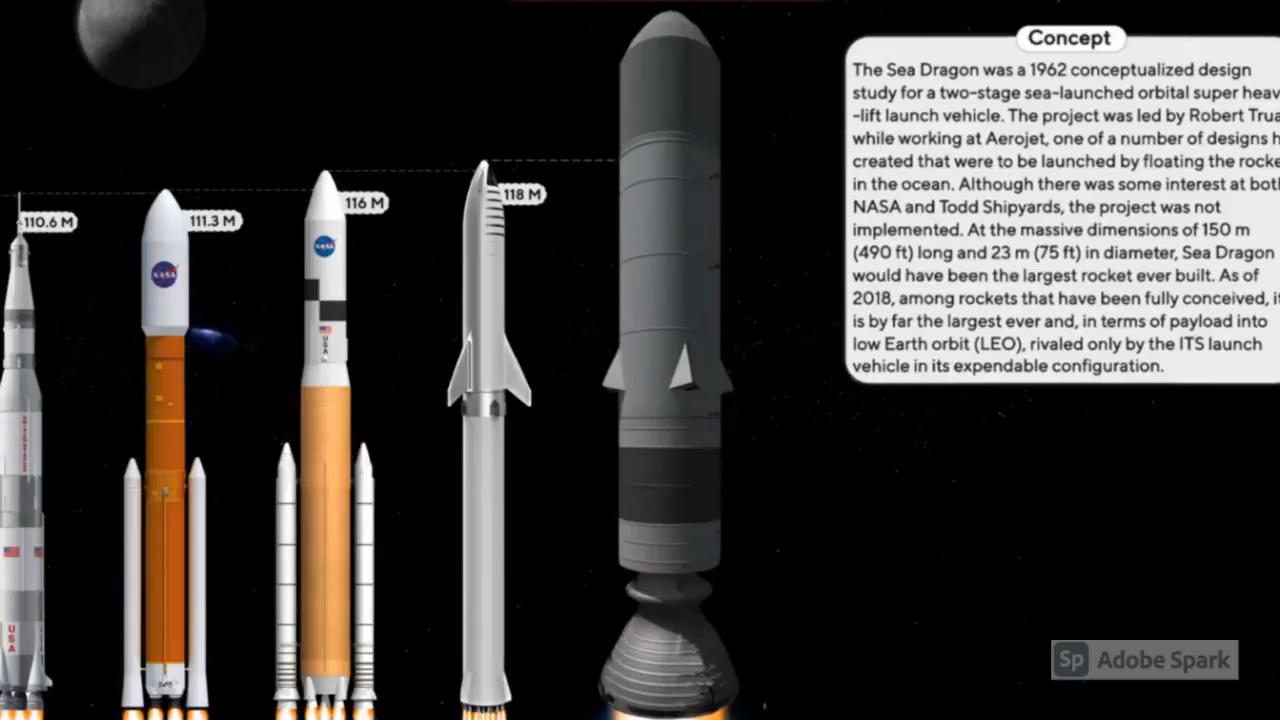 Concept
The Sea Dragon was a 1962 conceptualized design
study for a two-stage sea-launched orbital super heav
-lift launch vehicle. The project was led by Robert Trua
while working at Aerojet, one of a number of designs h
created that were to be launched by floating the rocke
in the ocean. Although there was some interest at both
NASA and Todd Shipyards, the project was not
implemented. At the massive dimensions of 150 m
(490 ft) long and 23 m (75 ft) in diameter, Sea Dragon
would have been the largest rocket ever built. As of
2018, among rockets that have been fully conceived, it
is by far the largest ever and, in terms of payload into
low Earth orbit (LEO), rivaled only by the ITS launch
vehicle in its expendable configuration.
110.6 M
111.3 M
116 M
118 M
NASA
NASA
USA
USA
Sp Adobe Spark